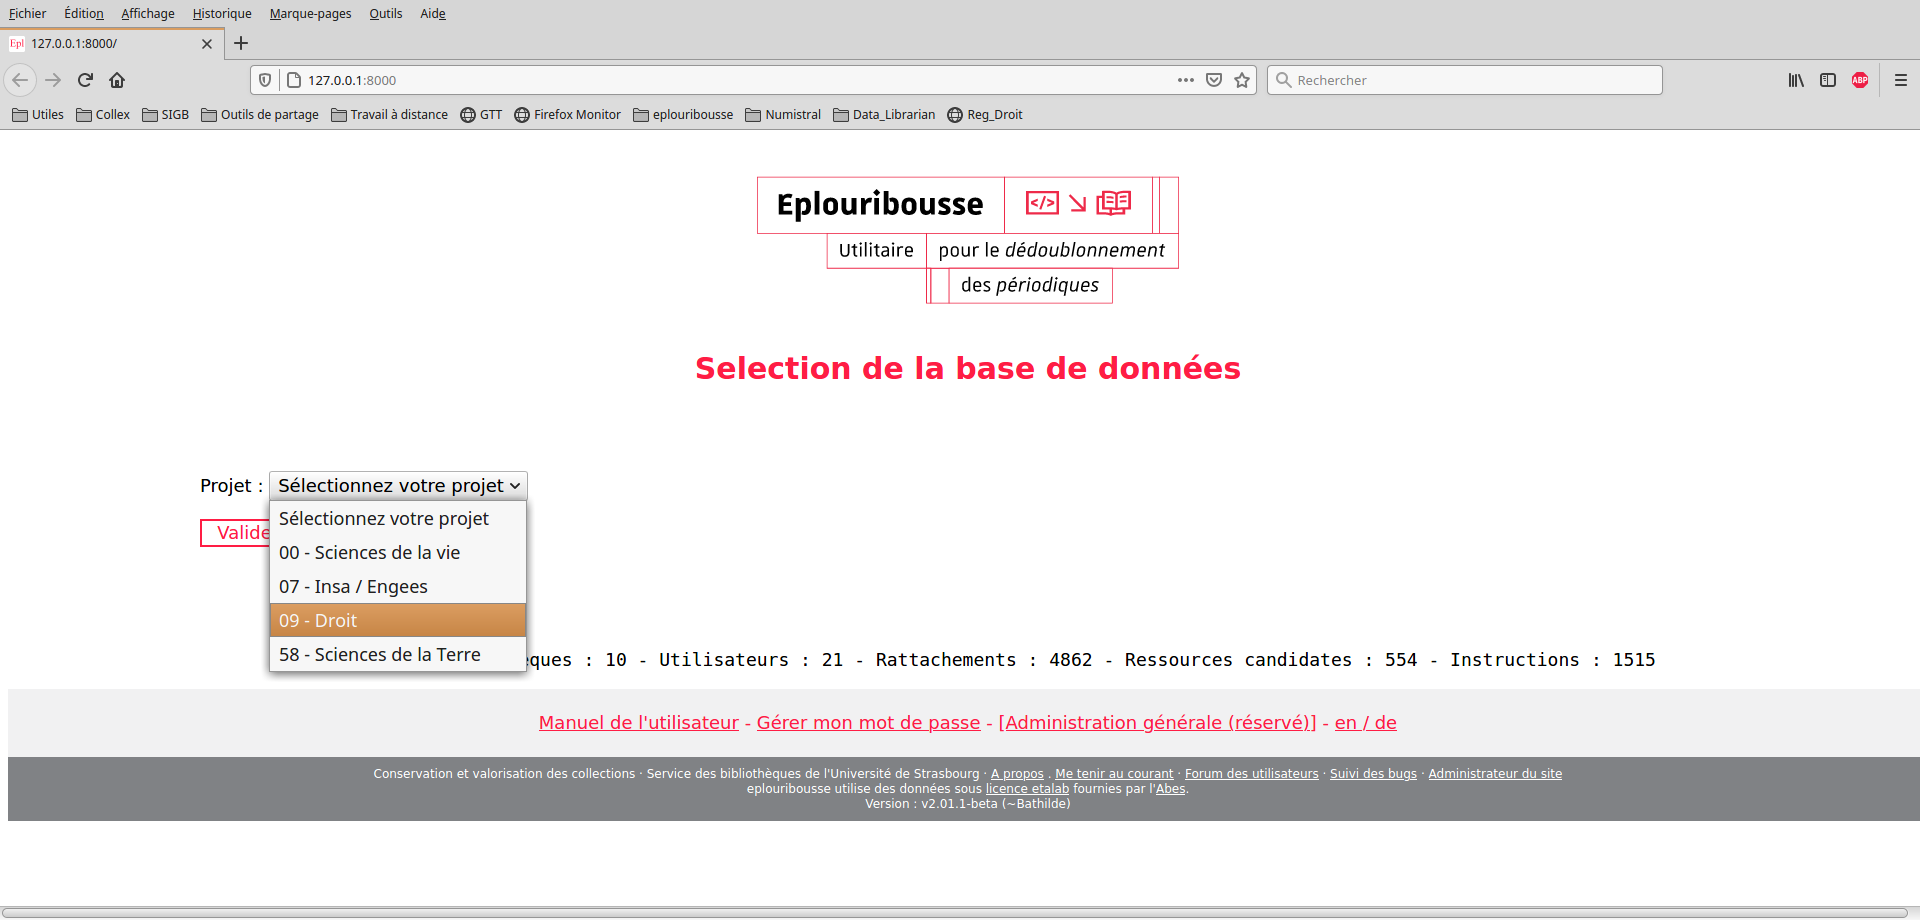 Fichier Édition Affichage Historique Marque-pages Outils Aide
Epl 127.0.0.1:8000/
127.0.0.1:8000 Rechercher ABP
Utiles Collex SIGB Outils de partage Travail à distance GTT Firefox Monitor eplouribousse Numistral Data_Librarian Reg_Droit
Eplouribousse </>
Utilitaire pour le dédoublonnement
des périodiques
Selection de la base de données
Projet : Sélectionnez votre projet
Sélectionnez votre projet
Valide
00 - Sciences de la vie
07 - Insa / Engees
09 - Droit
58 - Sciences de la Terre
èques : 10 - Utilisateurs : 21 - Rattachements : 4862 - Ressources candidates : 554 - Instructions : 1515
Manuel de l'utilisateur - Gérer mon mot de passe - [Administration générale (réservé)] - en / de
Conservation et valorisation des collections · Service des bibliothèques de l'Université de Strasbourg · A propos . Me tenir au courant · Forum des utilisateurs · Suivi des bugs · Administrateur du site
eplouribousse utilise des données sous licence etalab fournies par l'Abes.
Version : v2.01.1-beta (~Bathilde)